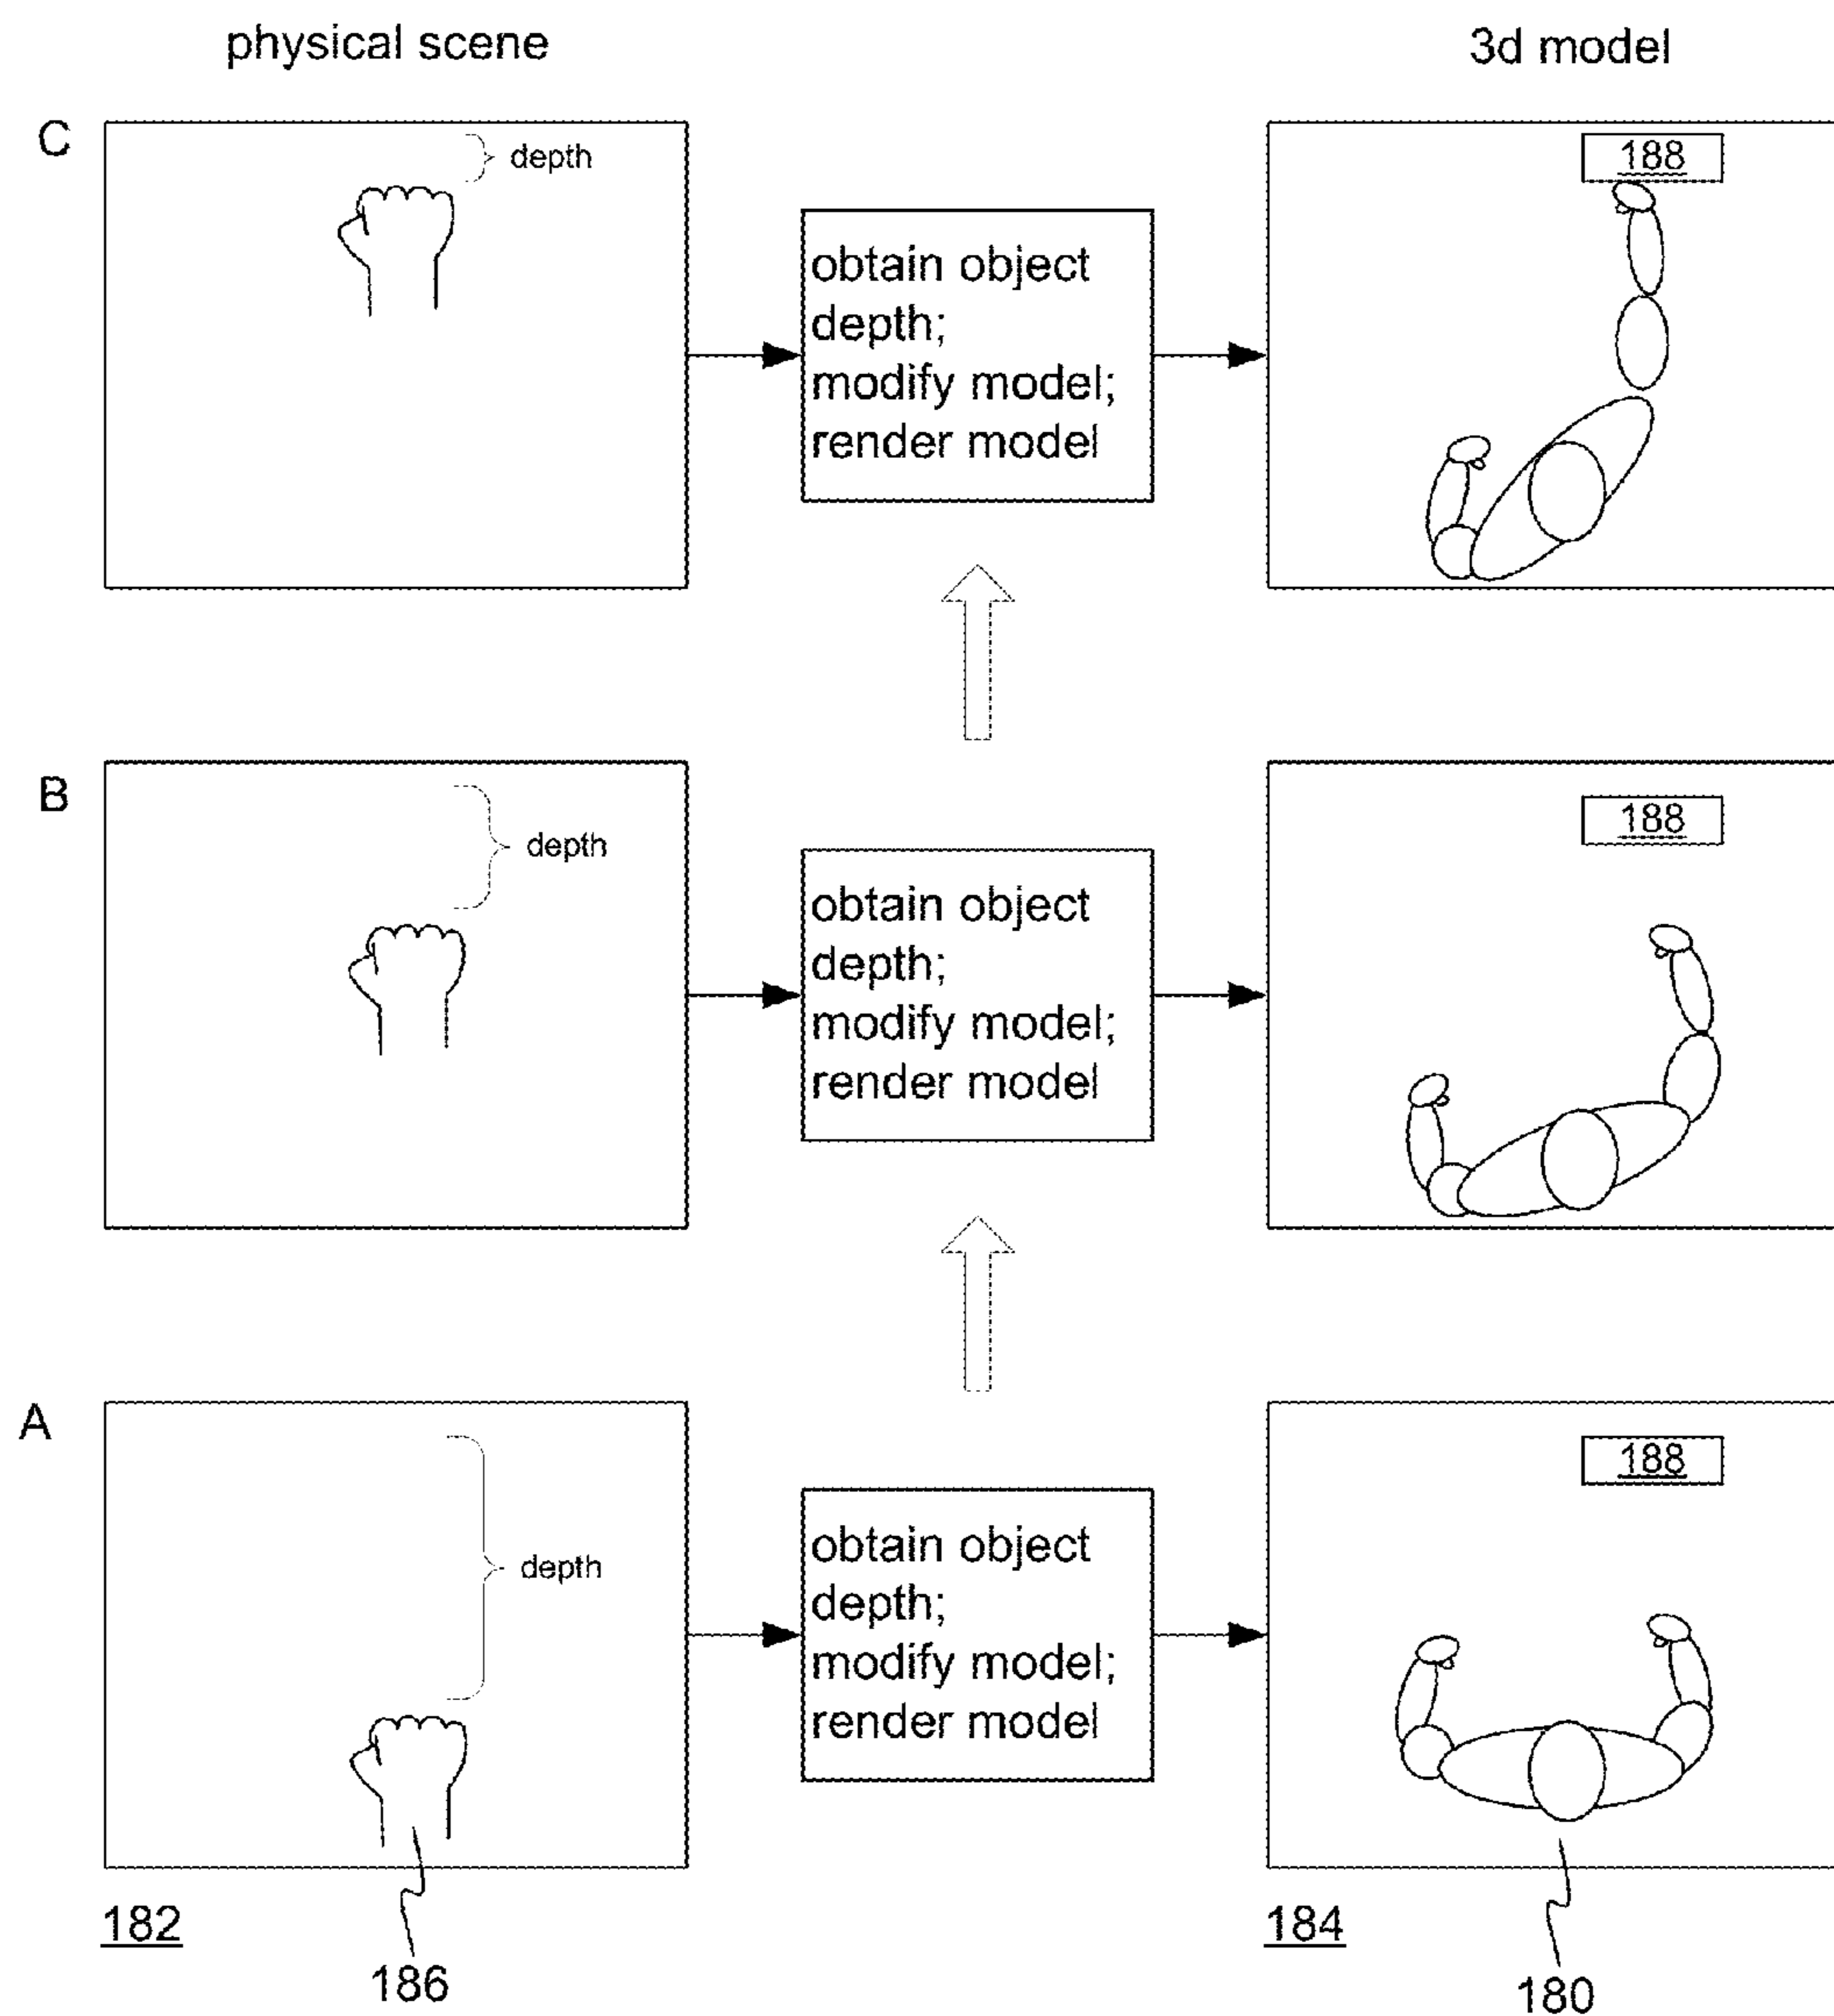 physical scene
3d model
C
depth
obtain object
depth;
modify model;
render model
188
B
depth
obtain object
depth;
modify model;
render model
188
A
depth
obtain object
depth;
modify model;
render model
188
182
186
184
180